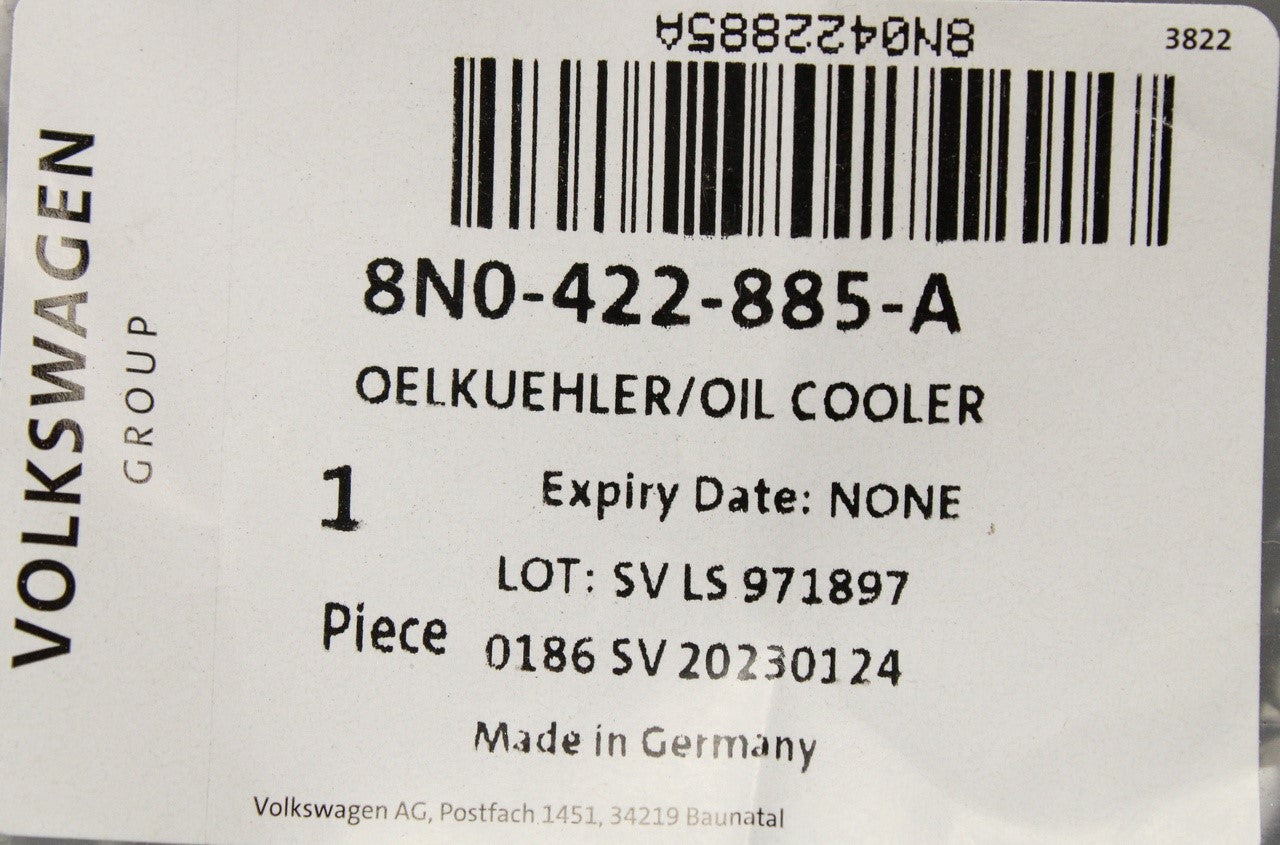 8N0422885A
3822
8N0-422-885-A
OELKUEHLER/OIL COOLER
1
Expiry Date: NONE
LOT: SV LS 971897
Piece
0186 SV 20230124
Made in Germany
Volkswagen AG, Postfach 1451, 34219 Baunatal
VOLKSWAGEN
GROUP